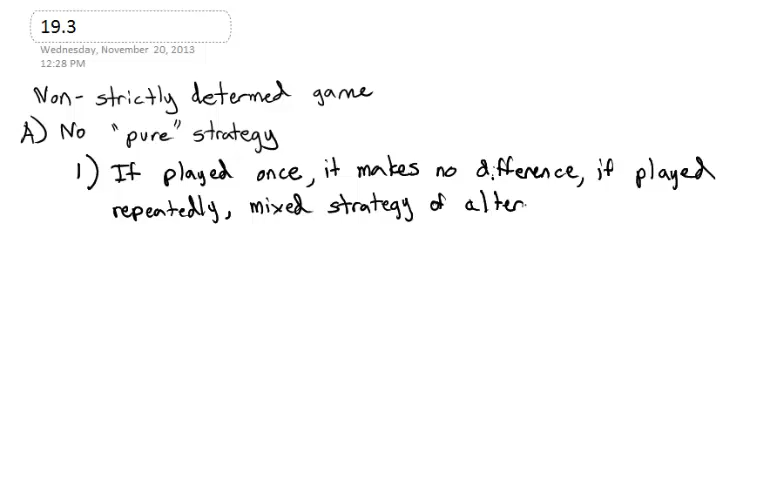 19.3
Wednesday, November 20, 2013
12:28 PM
Non-strictly determed game
A) No "pure" strategy
1) If played once, it makes no difference, if played
repeatedly, mixed strategy of alter